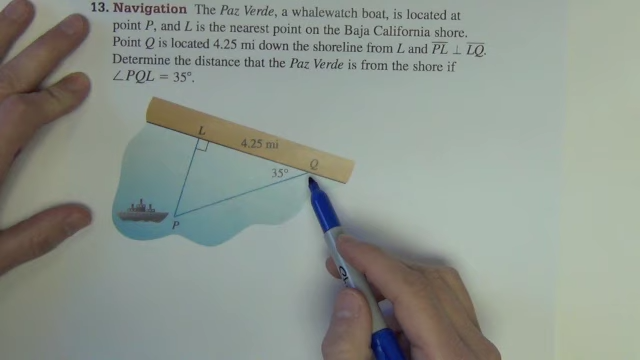 13. Navigation The Paz Verde, a whalewatch boat, is located at
point P, and L is the nearest point on the Baja California shore.
Point Q is located 4.25 mi down the shoreline from L and PL ⊥ LQ.
Determine the distance that the Paz Verde is from the shore if
∠PQL = 35°.
L
4.25 mi
Q
35°
P